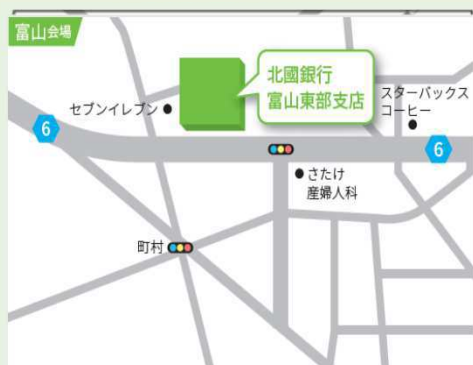 富山会場
北國銀行
富山東部支店
スターバックス
コーヒー
セブンイレブン
6
6
さたけ
産婦人科
町村